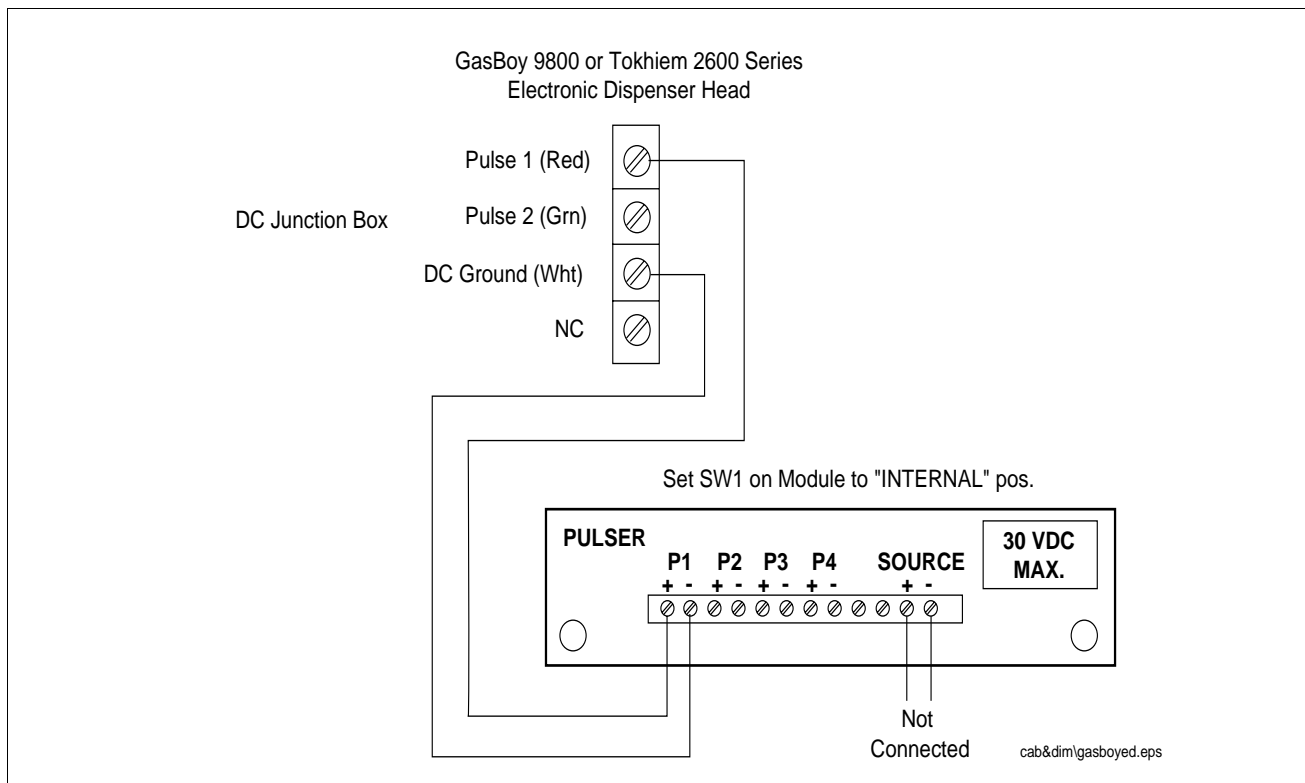 GasBoy 9800 or Tokhiem 2600 Series
Electronic Dispenser Head
Pulse 1 (Red)
DC Junction Box
Pulse 2 (Grn)
DC Ground (Wht)
NC
Set SW1 on Module to "INTERNAL" pos.
PULSER
30 VDC
MAX.
P1 P2 P3 P4 SOURCE
+ - + - + - + - + -
Not
Connected
cab&dim\gasboyed.eps